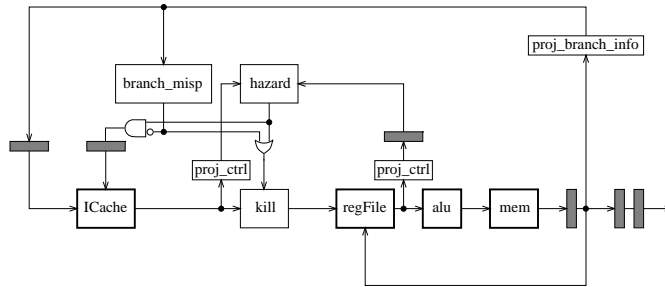 proj_branch_info
branch_misp
hazard
proj_ctrl
proj_ctrl
ICache
kill
regFile
alu
mem